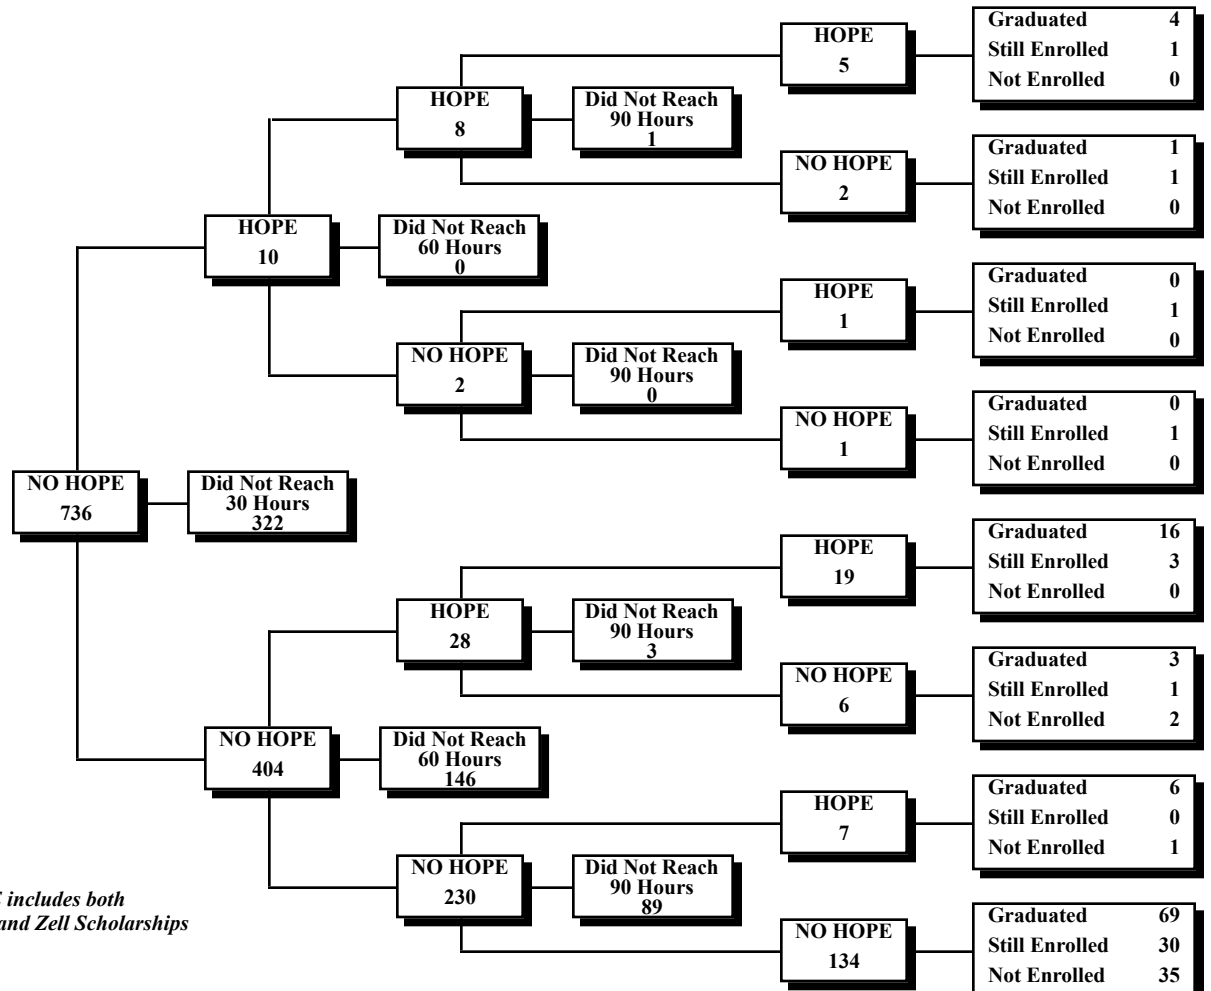 Graduated 4
HOPE
Still Enrolled 1
5
Not Enrolled 0
HOPE
8
Did Not Reach
90 Hours
1
Graduated 1
NO HOPE
Still Enrolled 1
2
Not Enrolled 0
HOPE
10
Did Not Reach
60 Hours
0
Graduated 0
HOPE
Still Enrolled 1
1
Not Enrolled 0
NO HOPE
2
Did Not Reach
90 Hours
0
Graduated 0
NO HOPE
Still Enrolled 1
1
Not Enrolled 0
NO HOPE
736
Did Not Reach
30 Hours
322
Graduated 16
HOPE
Still Enrolled 3
19
Not Enrolled 0
HOPE
28
Did Not Reach
90 Hours
3
Graduated 3
NO HOPE
Still Enrolled 1
6
Not Enrolled 2
NO HOPE
404
Did Not Reach
60 Hours
146
Graduated 6
HOPE
Still Enrolled 0
7
Not Enrolled 1
NO HOPE
230
Did Not Reach
90 Hours
89
includes both
and Zell Scholarships
Graduated 69
NO HOPE
Still Enrolled 30
134
Not Enrolled 35